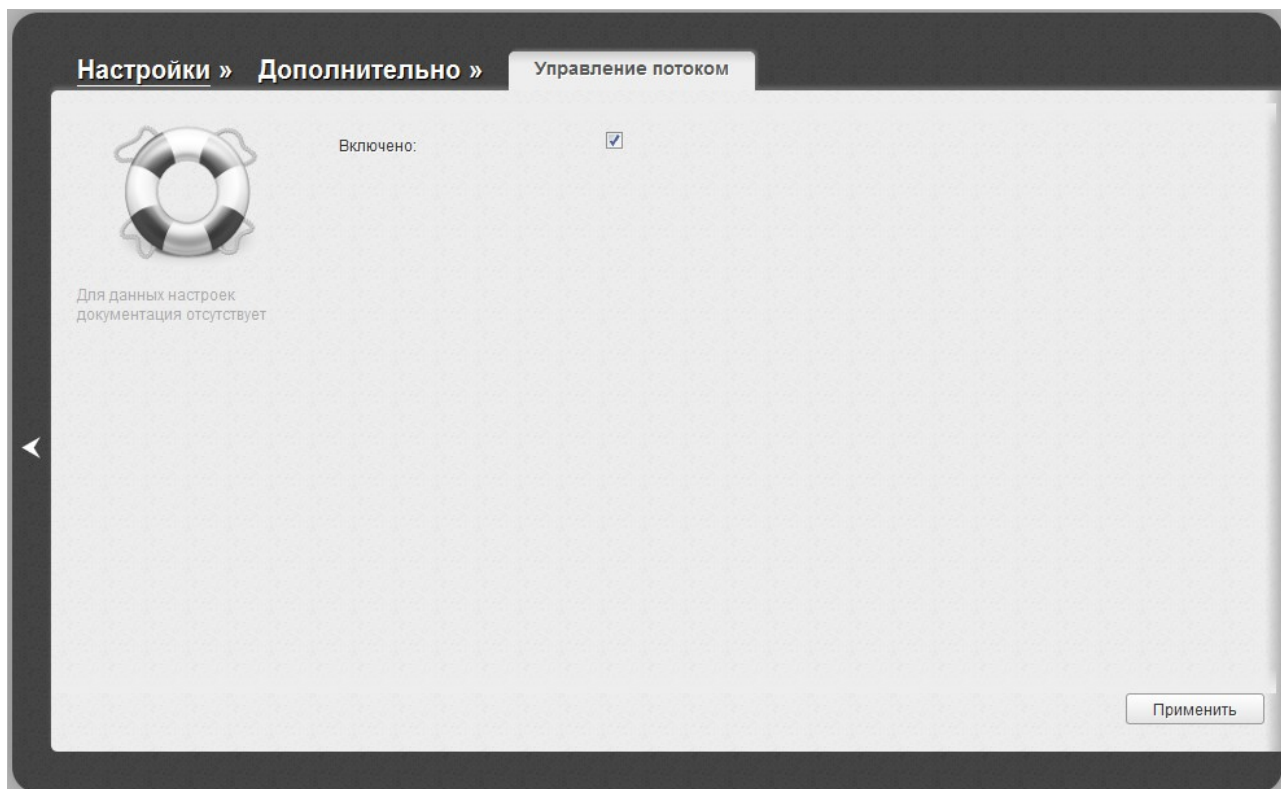 Настройки » Дополнительно » Управление потоком
Включено:
Для данных настроек
документация отсутствует
Применить